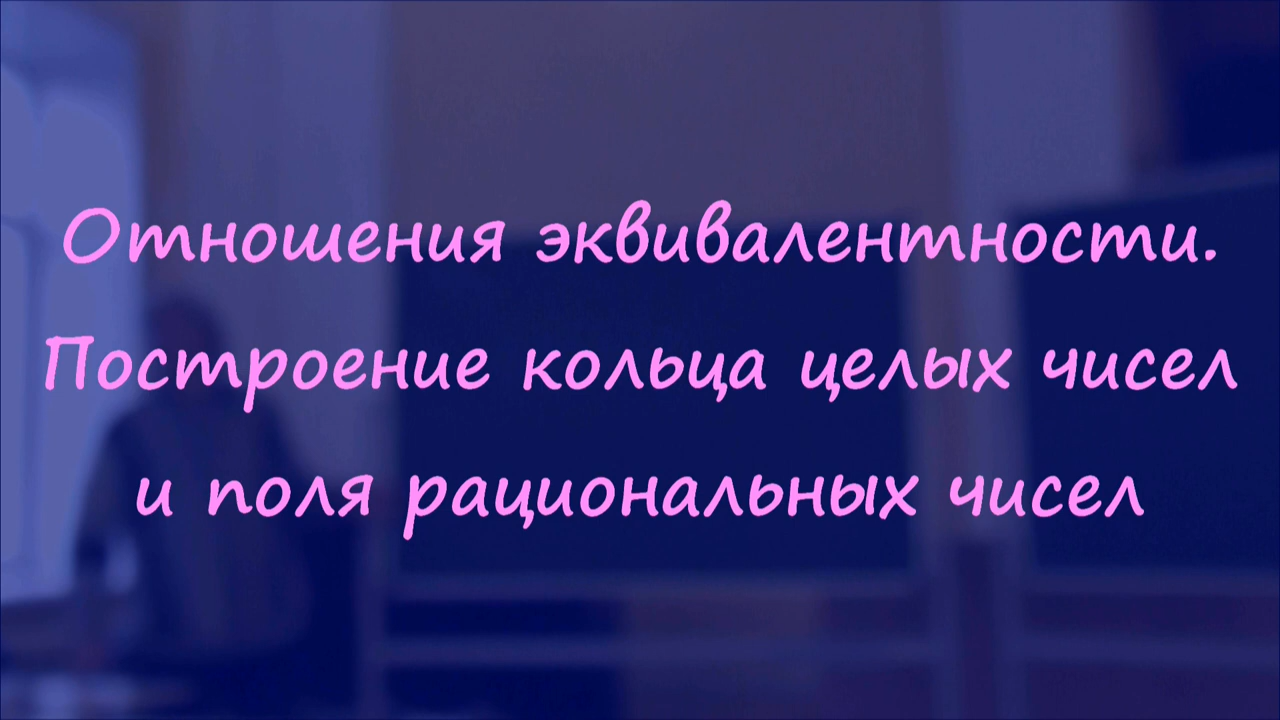 Отношения эквивалентности.
Построение кольца целых чисел
и поля рациональных чисел